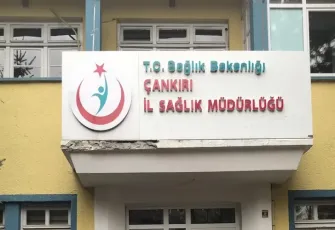 T.C. Sağlık Bakanlığı
ÇANKIRI
İL SAĞLIK MÜDÜRLÜĞÜ